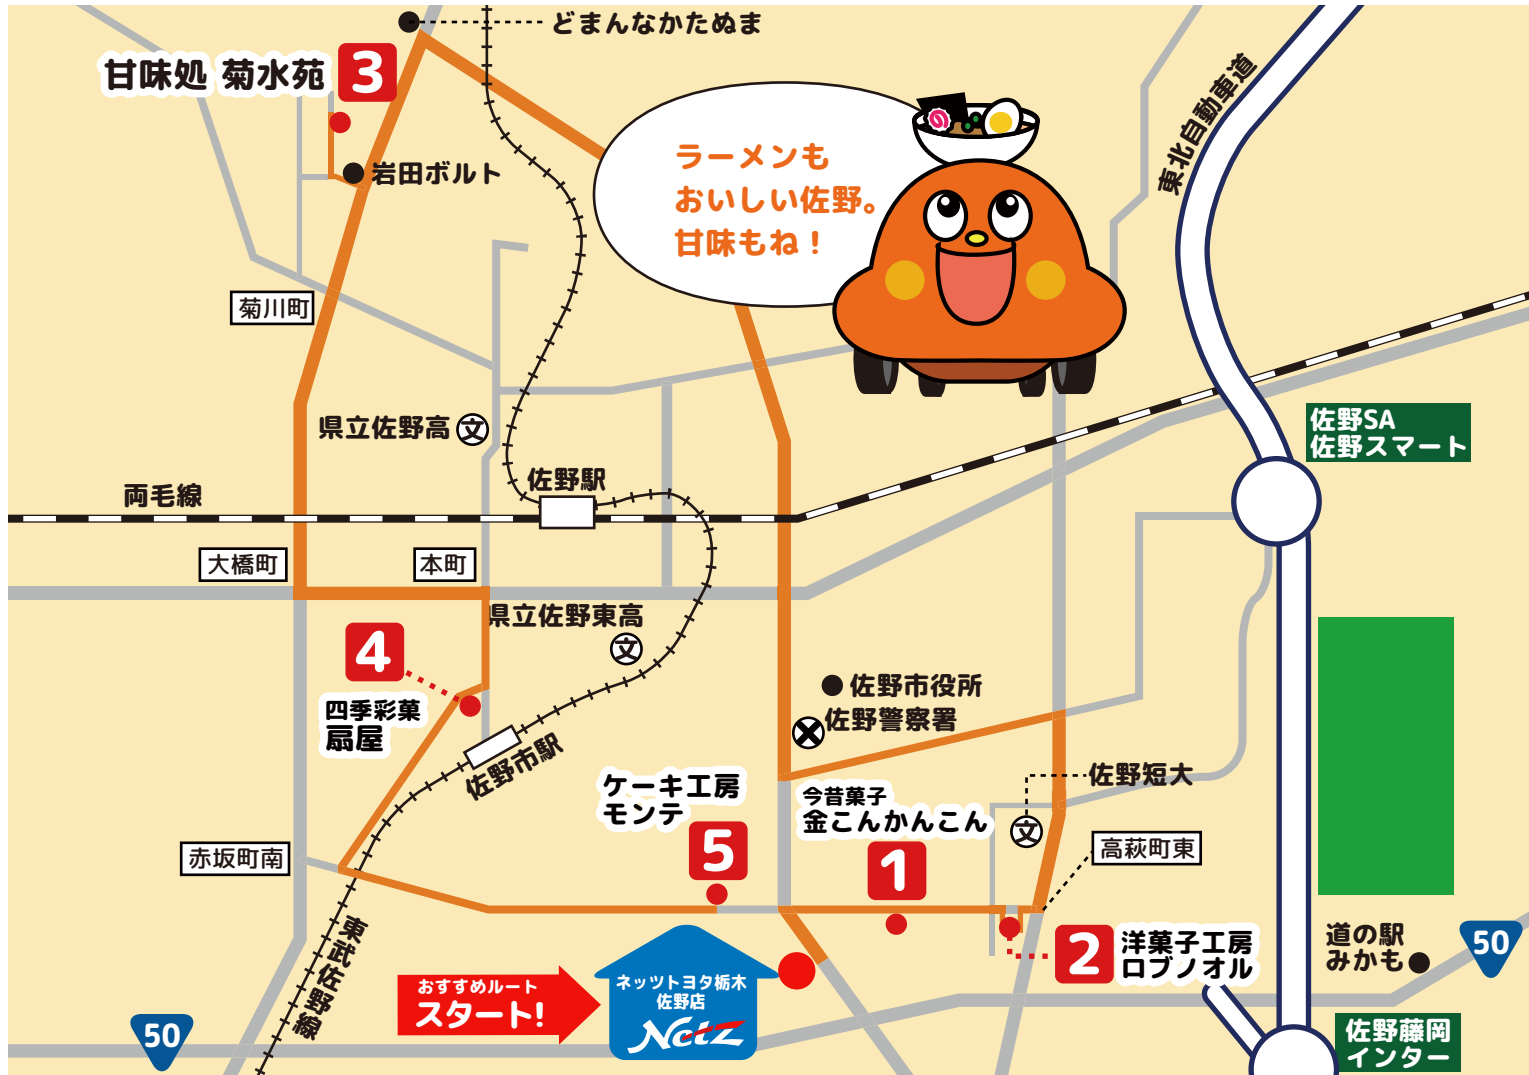 どまんなかたぬま
甘味処 菊水苑
3
岩田ボルト
ラーメンも
おいしい佐野。
甘味もね！
の
東北自動車道
菊川町
県立佐野高
文
佐野SA
佐野スマート
両毛線
佐野駅
大橋町
本町
県立佐野東高
文
4
四季彩菓
扇屋
佐野市駅
佐野市役所
佐野警察署
ケーキ工房
モンテ
5
今昔菓子
金こんかんこん
1
佐野短大
文
高萩町東
赤坂町南
東武佐野線
2
洋菓子工房
ロブノオル
道の駅
みかも
50
おすすめルート
スタート!
ネッツトヨタ栃木
佐野店
Netz
50
佐野藤岡
インター